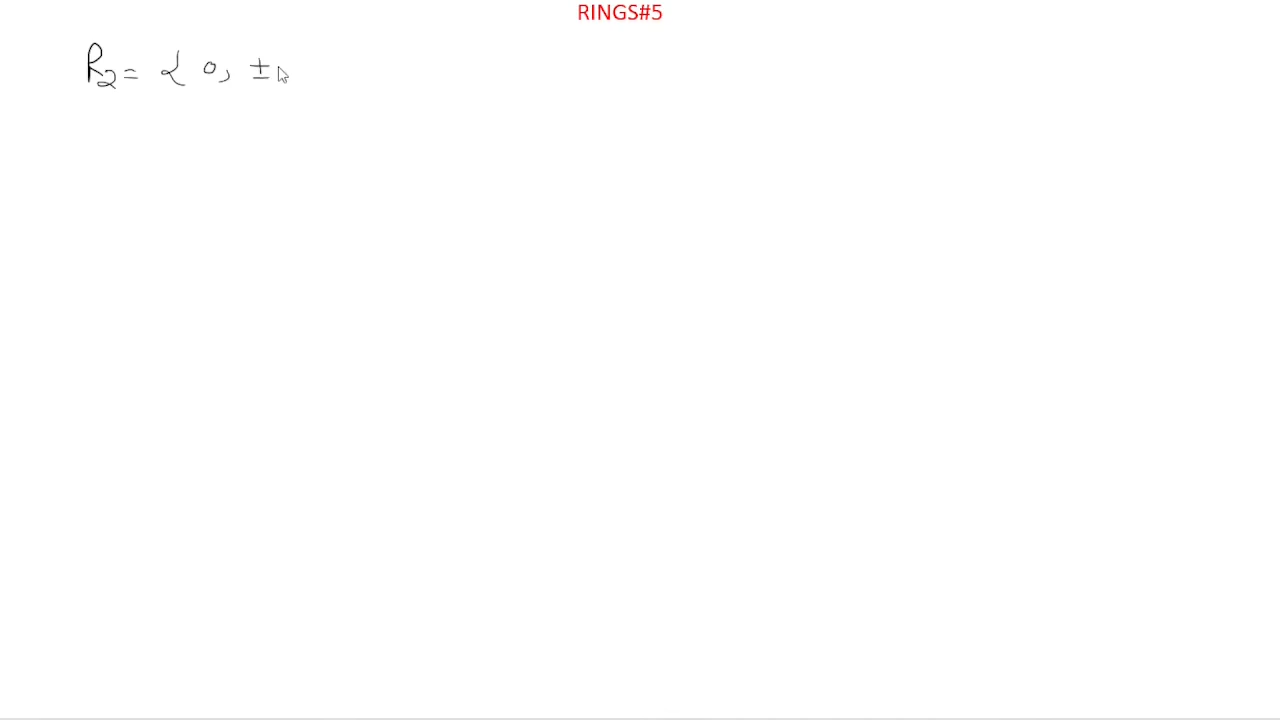 RINGS#5
R₂ = { 0, ±